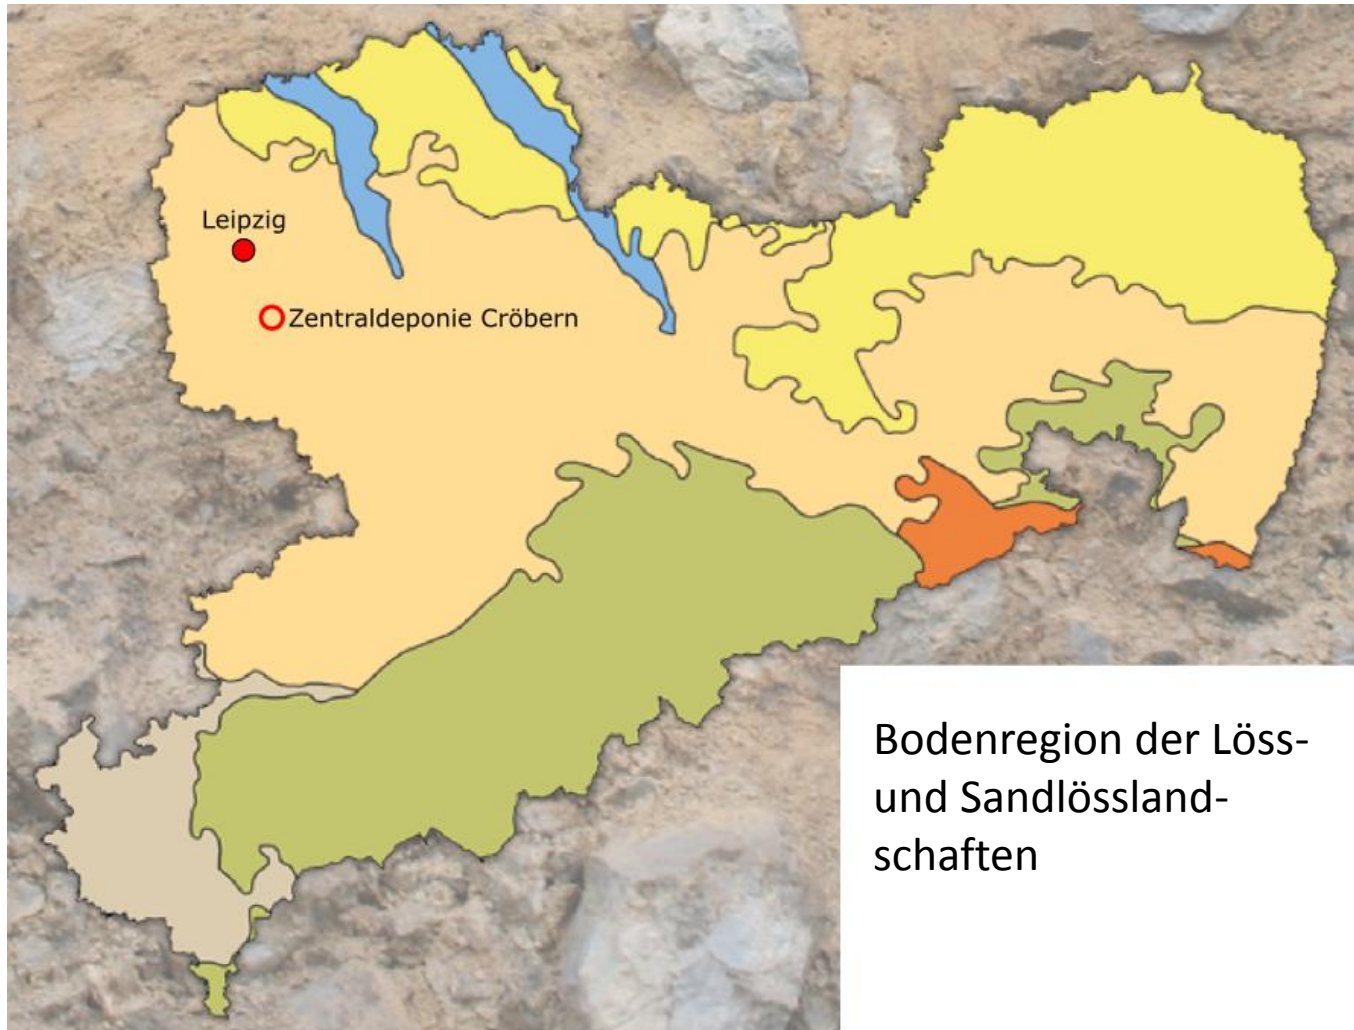 Leipzig
Zentraldeponie Cröbern
Bodenregion der Löss-
und Sandlössland-
schaften